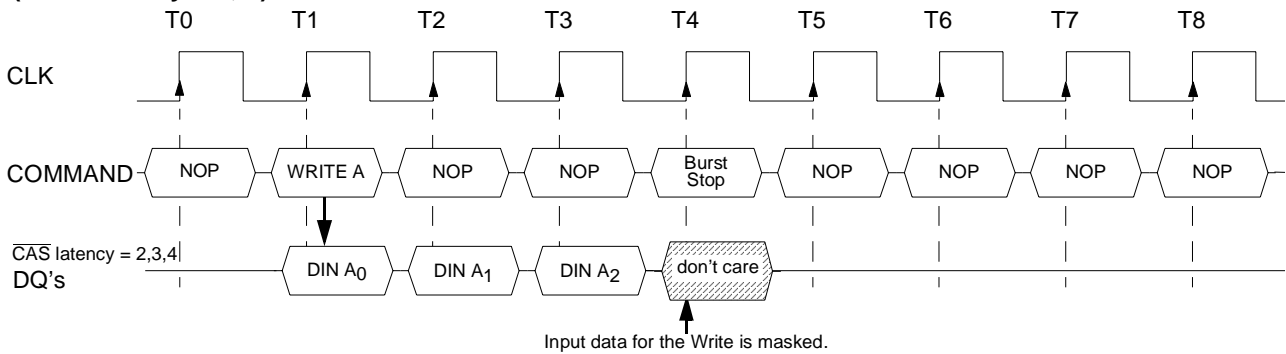 T0 T1 T2 T3 T4 T5 T6 T7 T8
CLK
COMMAND NOP WRITE A NOP NOP Burst Stop NOP NOP NOP NOP
CAS latency = 2,3,4
DQ's DIN A0 DIN A1 DIN A2 don't care
Input data for the Write is masked.